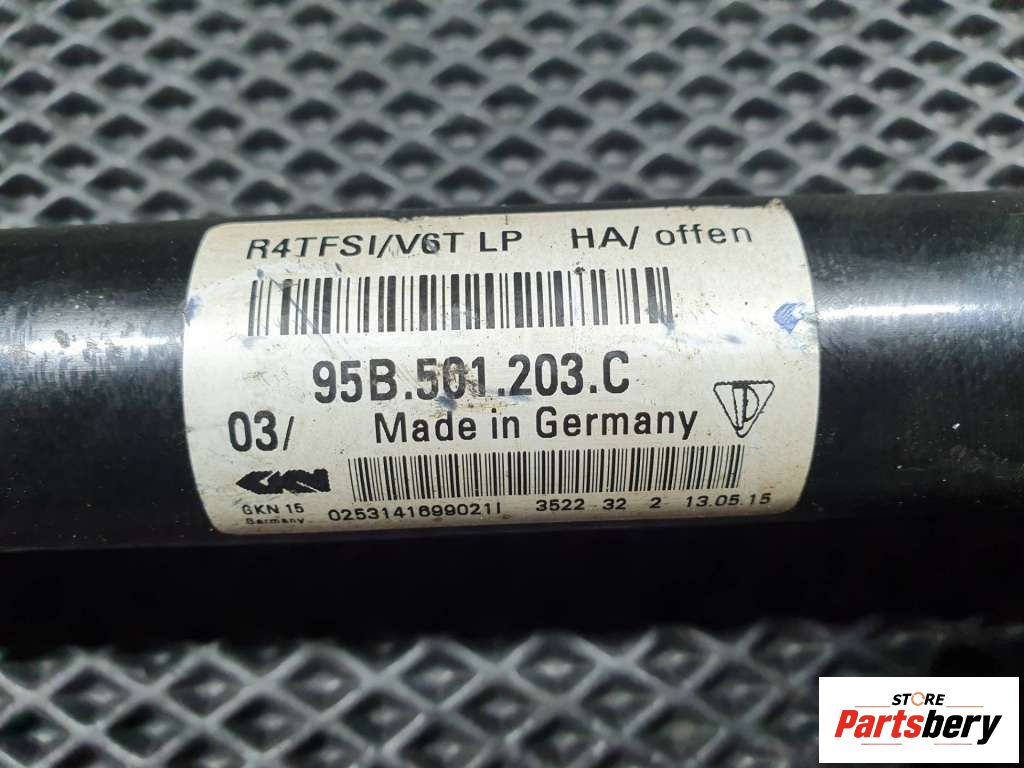 R4TFSI/V6T LP HA/ offen
95B.501.203.C
03/ Made in Germany
GKN
GKN 15
Germany
02531416990211 3522 32 2 13.05.15
STORE
Partsbery